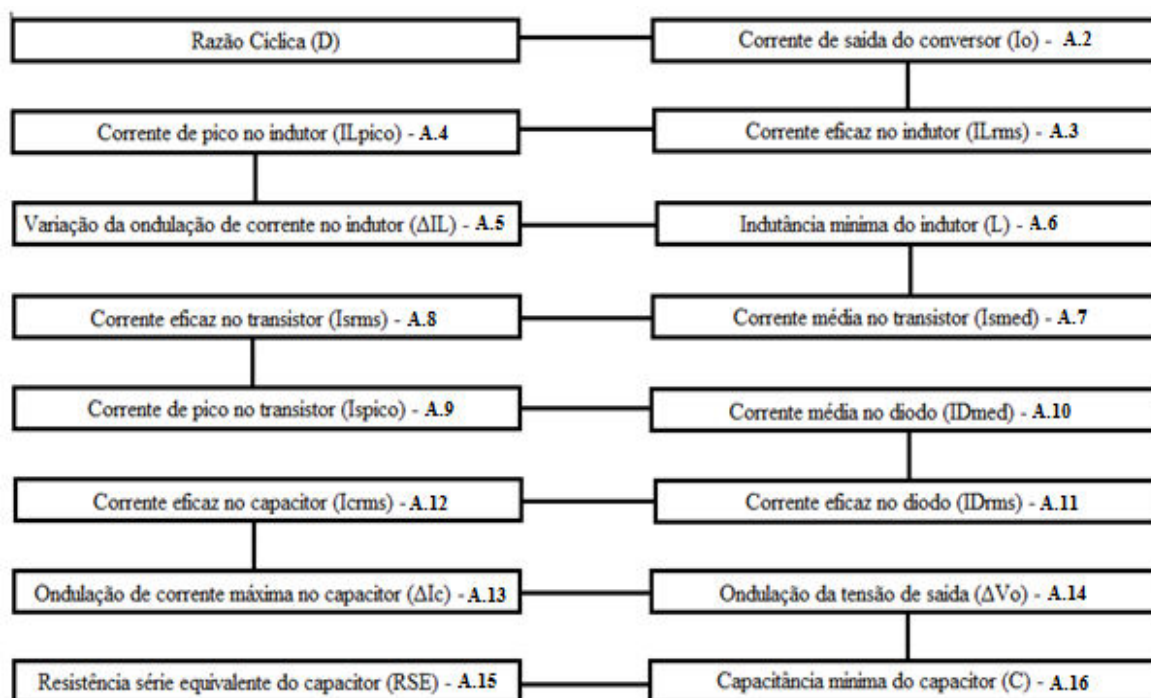 Razão Ciclica (D)
Corrente de saida do conversor (Io) - A.2
Corrente de pico no indutor (ILpico) - A.4
Corrente eficaz no indutor (ILrms) - A.3
Variação da ondulação de corrente no indutor (ΔIL) - A.5
Indutância minima do indutor (L) - A.6
Corrente eficaz no transistor (Isrms) - A.8
Corrente média no transistor (Ismed) - A.7
Corrente de pico no transistor (Ispico) - A.9
Corrente média no diodo (IDmed) - A.10
Corrente eficaz no capacitor (Icrms) - A.12
Corrente eficaz no diodo (IDrms) - A.11
Ondulação de corrente máxima no capacitor (ΔIc) - A.13
Ondulação da tensão de saida (ΔVo) - A.14
Resistência série equivalente do capacitor (RSE) - A.15
Capacitância minima do capacitor (C) - A.16